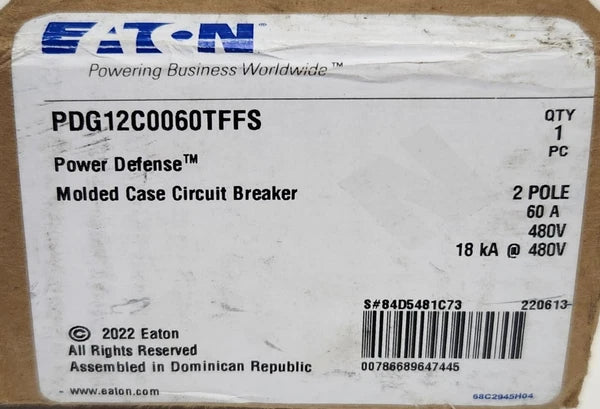 EATON
Powering Business Worldwide™
PDG12C0060TFFS
QTY
1
PC
Power Defense™
Molded Case Circuit Breaker
2 POLE
60 A
480V
18 kA @ 480V
S#84D5481C73
220613-
00786689647445
© 2022 Eaton
All Rights Reserved
Assembled in Dominican Republic
www.eaton.com
68C2945H04